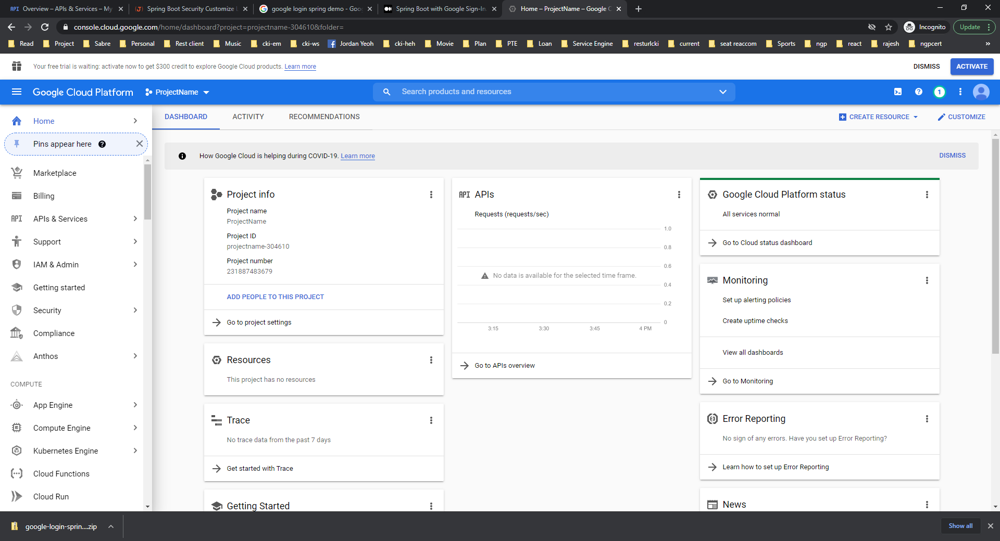 Overview – APIs & Services – My
Spring Boot Security Customize L
google login spring demo - Goo
Spring Boot with Google Sign-In.
Home – ProjectName – Google C
console.cloud.google.com/home/dashboard?project=projectname-304610&folder=
Incognito
Update
Read
Project
Sabre
Personal
Rest client
Music
cki-em
cki-ws
Jordan Yeoh
cki-heh
Movie
Plan
PTE
Loan
Service Engine
resturlcki
current
seat reaccom
Sports
ngp
react
rajesh
ngpcert
»
Your free trial is waiting: activate now to get $300 credit to explore Google Cloud products. Learn more
DISMISS
ACTIVATE
Google Cloud Platform
ProjectName
Search products and resources
1
Home
Pins appear here
Marketplace
Billing
API
APIs & Services
Support
IAM & Admin
Getting started
Security
Compliance
Anthos
COMPUTE
App Engine
Compute Engine
Kubernetes Engine
Cloud Functions
Cloud Run
DASHBOARD
ACTIVITY
RECOMMENDATIONS
CREATE RESOURCE
CUSTOMIZE
How Google Cloud is helping during COVID-19. Learn more
DISMISS
Project info
Project name
ProjectName
Project ID
projectname-304610
Project number
231887483679
ADD PEOPLE TO THIS PROJECT
Go to project settings
Resources
This project has no resources
Trace
No trace data from the past 7 days
Get started with Trace
Getting Started
API
APIs
Requests (requests/sec)
1.0
0.8
0.6
No data is available for the selected time frame.
0.4
0.2
0
3:15
3:30
3:45
4 PM
Go to APIs overview
Google Cloud Platform status
All services normal
Go to Cloud status dashboard
Monitoring
Set up alerting policies
Create uptime checks
View all dashboards
Go to Monitoring
Error Reporting
No sign of any errors. Have you set up Error Reporting?
Learn how to set up Error Reporting
News
google-login-sprin....zip
Show all